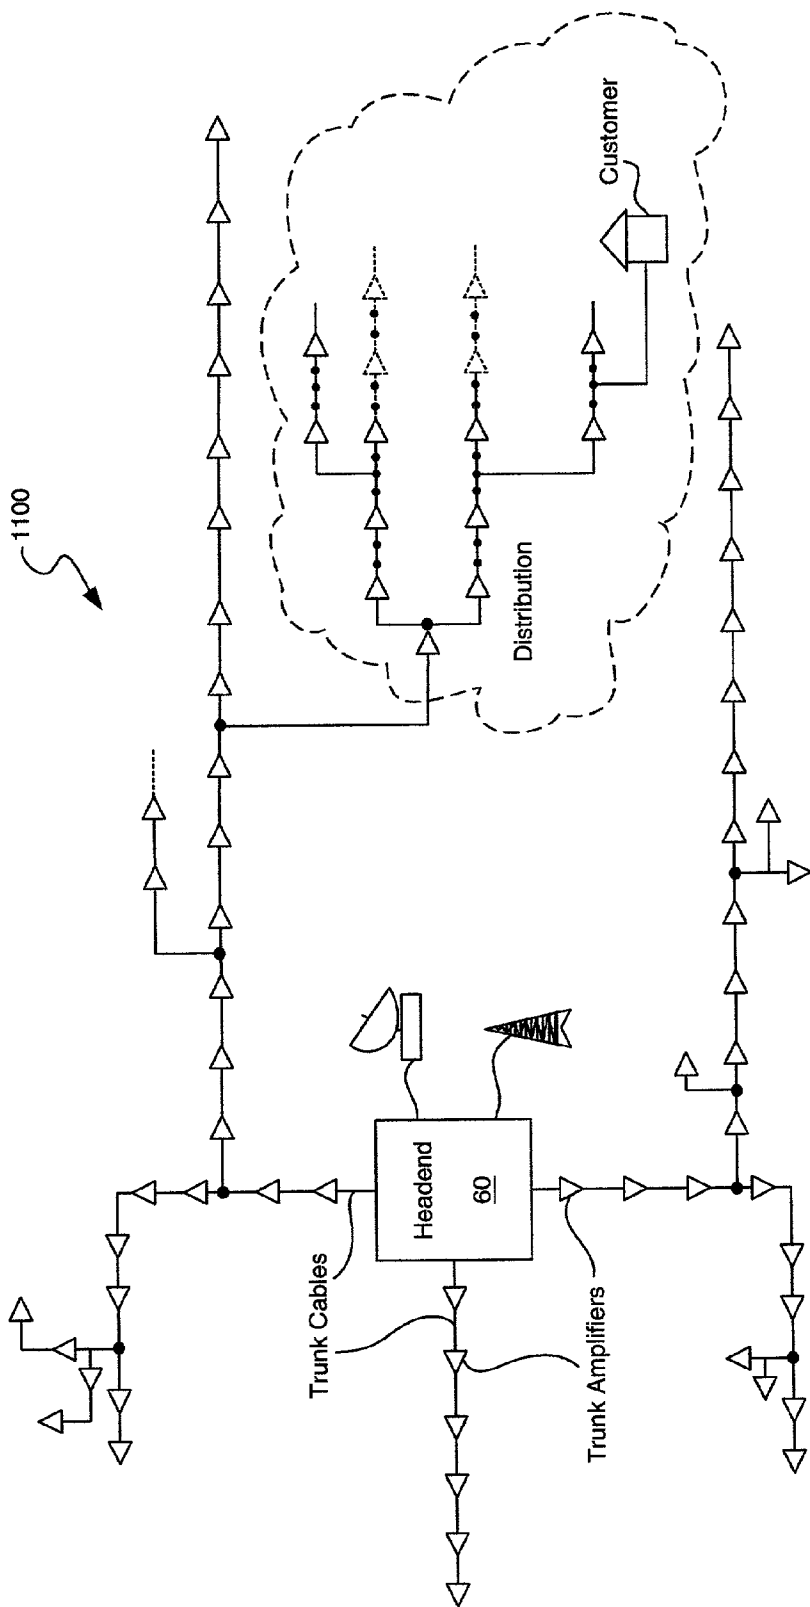 1100
Customer
Distribution
Headend
60
Trunk Cables
Trunk Amplifiers